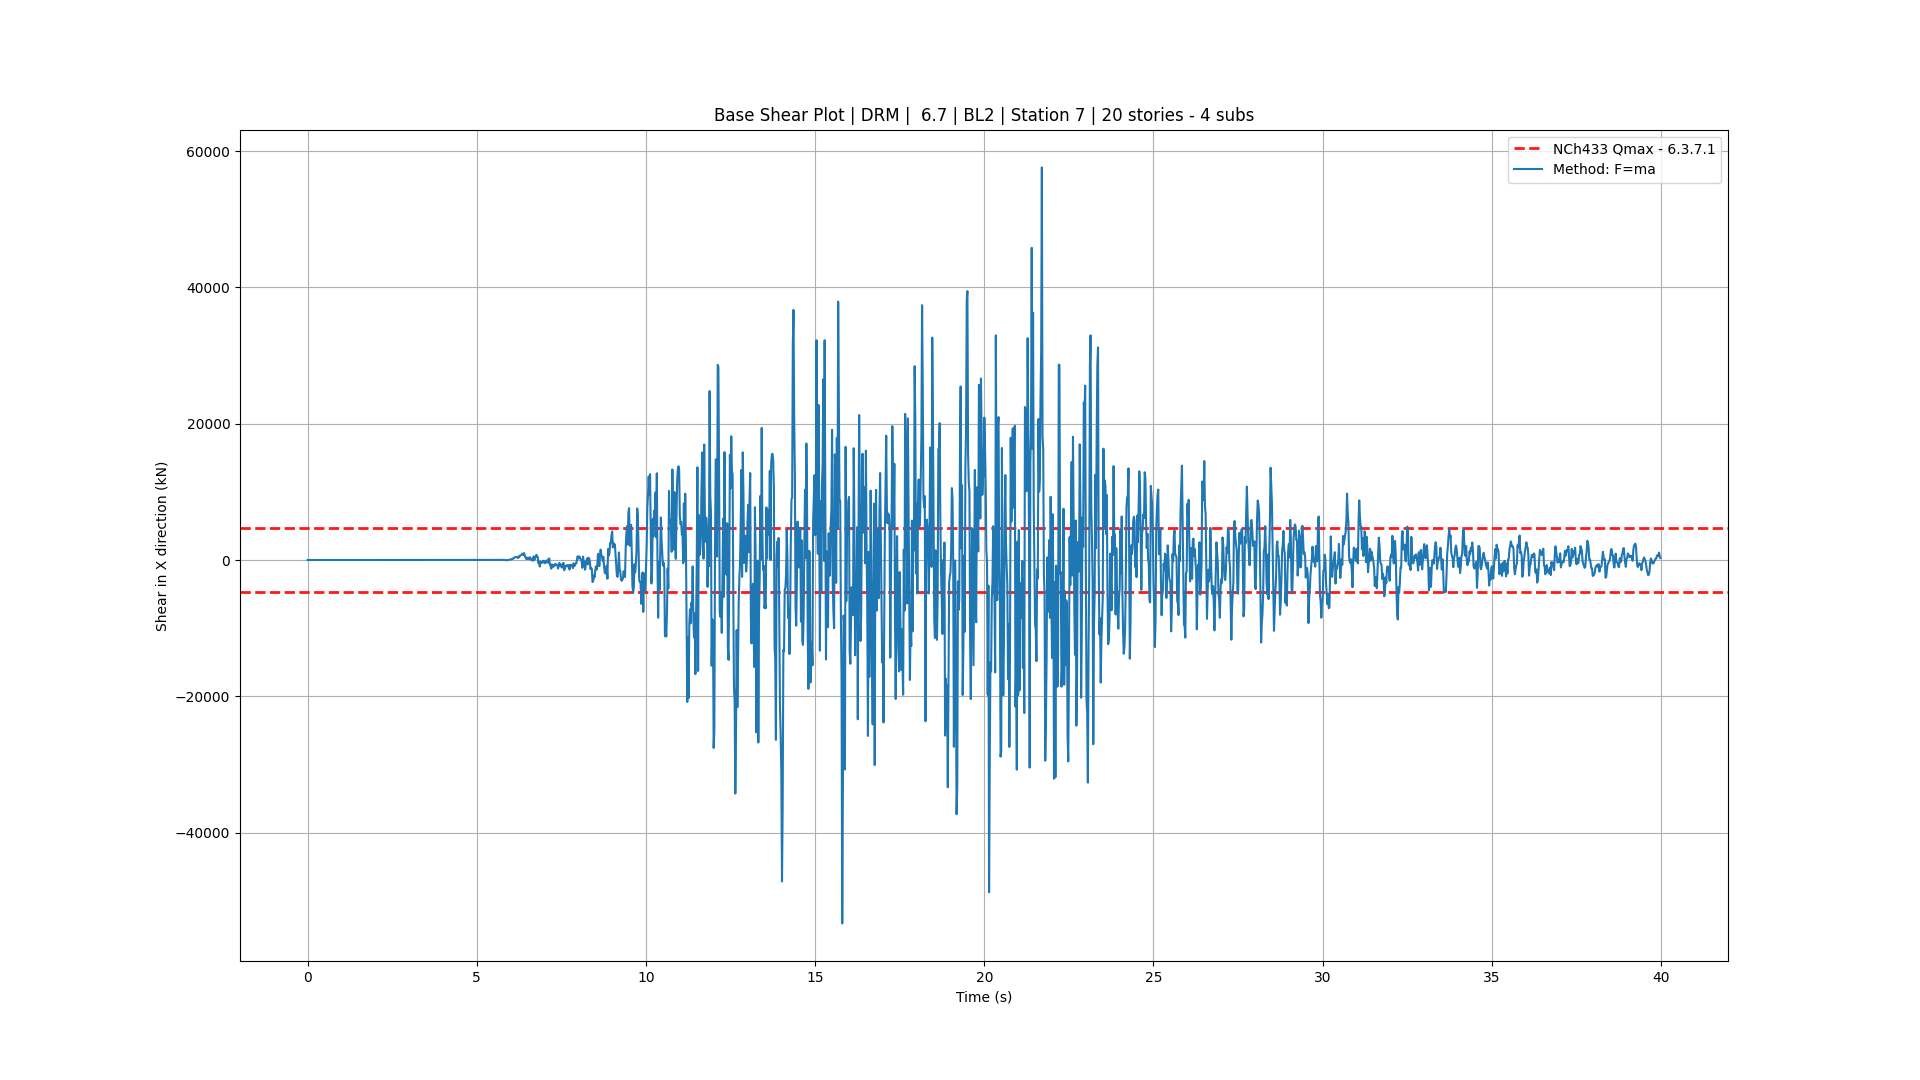 Base Shear Plot | DRM |  6.7 | BL2 | Station 7 | 20 stories - 4 subs
NCh433 Qmax - 6.3.7.1
Method: F=ma
60000
40000
20000
0
−20000
−40000
Shear in X direction (kN)
0 5 10 15 20 25 30 35 40
Time (s)